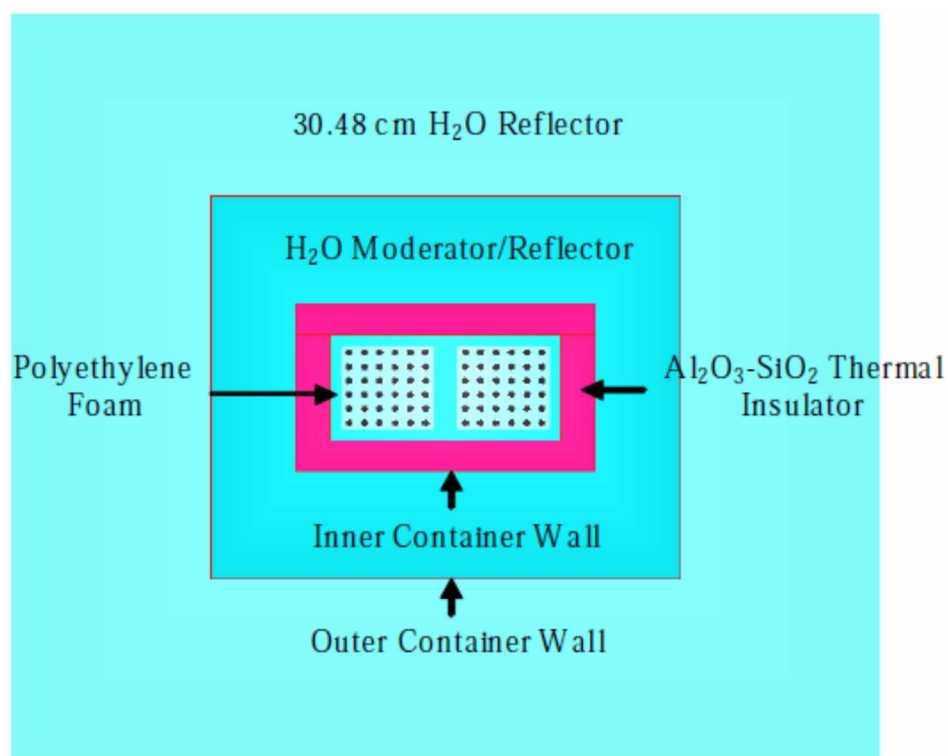 30.48 cm H₂O Reflector
H₂O Moderator/Reflector
Polyethylene
Foam
Al₂O₃-SiO₂ Thermal
Insulator
Inner Container Wall
Outer Container Wall